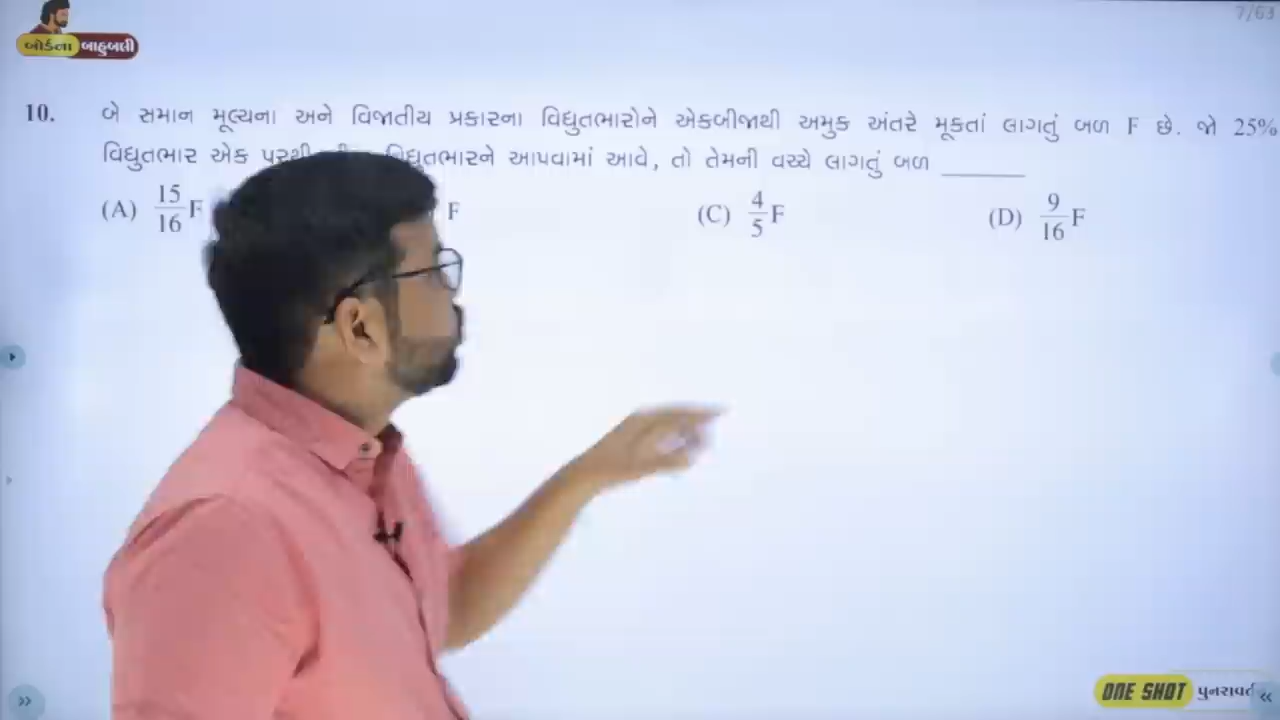 7/63
બોર્ડના બાહુબલી
10. બે સમાન મૂલ્યના અને વિજાતીય પ્રકારના વિદ્યુતભારોને એકબીજાથી અમુક અંતરે મૂકતાં લાગતું બળ F છે. જો 25%
વિદ્યુતભાર એક પરથી વિદ્યુતભારને આપવામાં આવે, તો તેમની વચ્ચે લાગતું બળ ______
(A) 15/16 F F (C) 4/5 F (D) 9/16 F
ONE SHOT